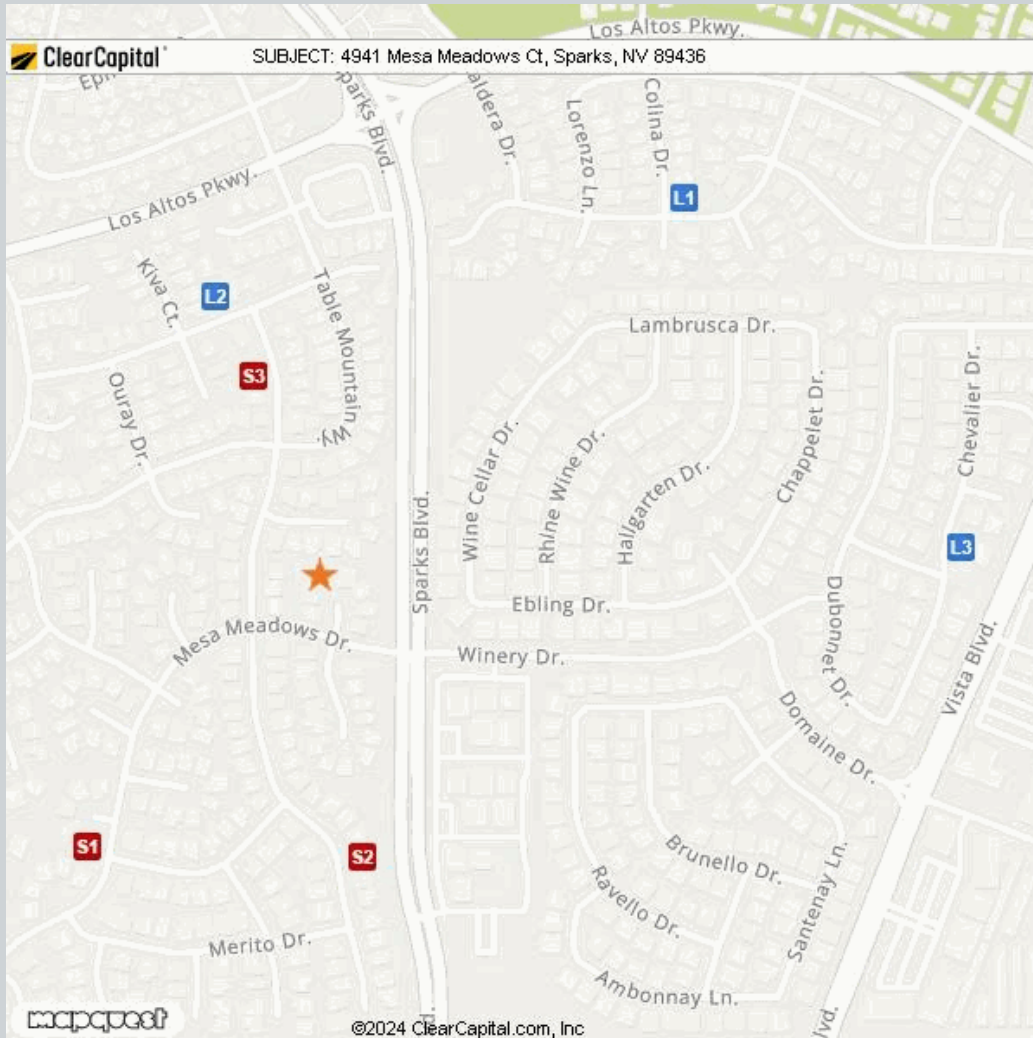 Los Altos Pkwy.
ClearCapital
SUBJECT: 4941 Mesa Meadows Ct, Sparks, NV 89436
Sparks Blvd.
Lorenzo Ln.
Colina Dr.
L1
Los Altos Pkwy.
Kiva Ct.
L2
Table Mountain
Wy.
Lambrusca Dr.
S3
Ouray Dr.
Chevalier Dr.
Chappelet Dr.
Wine Cellar Dr.
Rhine Wine Dr.
Hallgarten Dr.
Sparks Blvd.
L3
Ebling Dr.
Mesa Meadows Dr.
Winery Dr.
Dubonnet Dr.
Vista Blvd.
Domaine Dr.
S1
S2
Brunello Dr.
Ravello Dr.
Santenay Ln.
Merito Dr.
Ambonnay Ln.
mapquest
©2024 ClearCapital.com, Inc